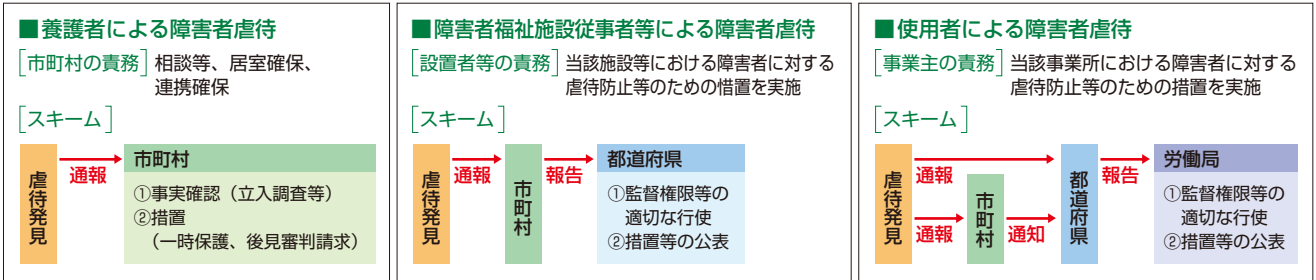 ■養護者による障害者虐待
[市町村の責務] 相談等、居室確保、
連携確保
[スキーム]
虐待発見
通報
市町村
①事実確認（立入調査等）
②措置
（一時保護、後見審判請求）
■障害者福祉施設従事者等による障害者虐待
[設置者等の責務] 当該施設等における障害者に対する
虐待防止等のための措置を実施
[スキーム]
虐待発見
通報
市町村
報告
都道府県
①監督権限等の
適切な行使
②措置等の公表
■使用者による障害者虐待
[事業主の責務] 当該事業所における障害者に対する
虐待防止等のための措置を実施
[スキーム]
虐待発見
通報
通報
市町村
通知
都道府県
報告
労働局
①監督権限等の
適切な行使
②措置等の公表